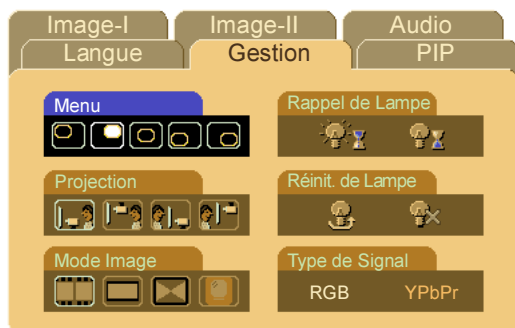 Image-I Image-II Audio
Langue Gestion PIP
Menu Rappel de Lampe
Projection Réinit. de Lampe
Mode Image Type de Signal
RGB YPbPr